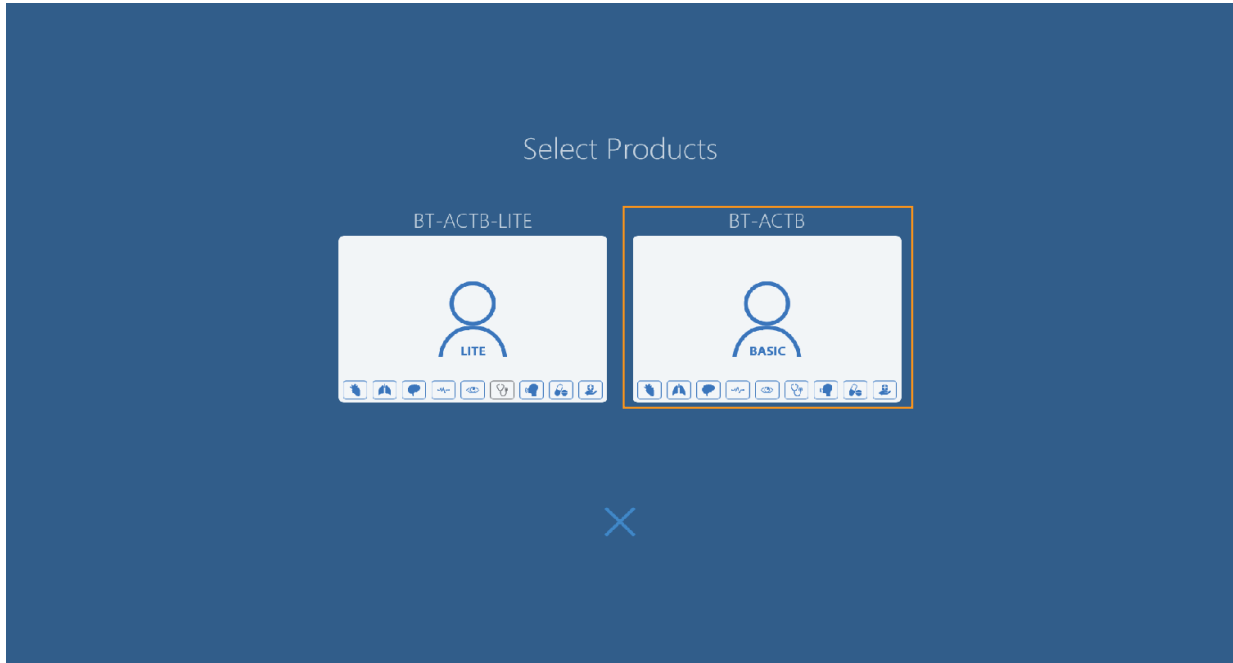 Select Products
BT-ACTB-LITE
BT-ACTB
LITE
BASIC